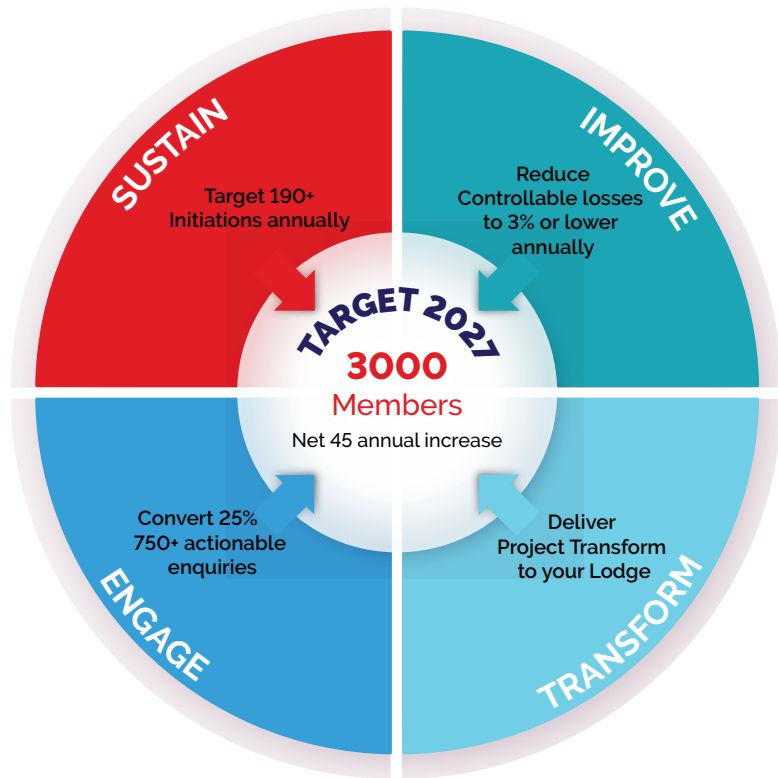 SUSTAIN
Target 190+
Initiations annually
IMPROVE
Reduce
Controllable losses
to 3% or lower
annually
TARGET 2027
3000
Members
Net 45 annual increase
ENGAGE
Convert 25%
750+ actionable
enquiries
TRANSFORM
Deliver
Project Transform
to your Lodge